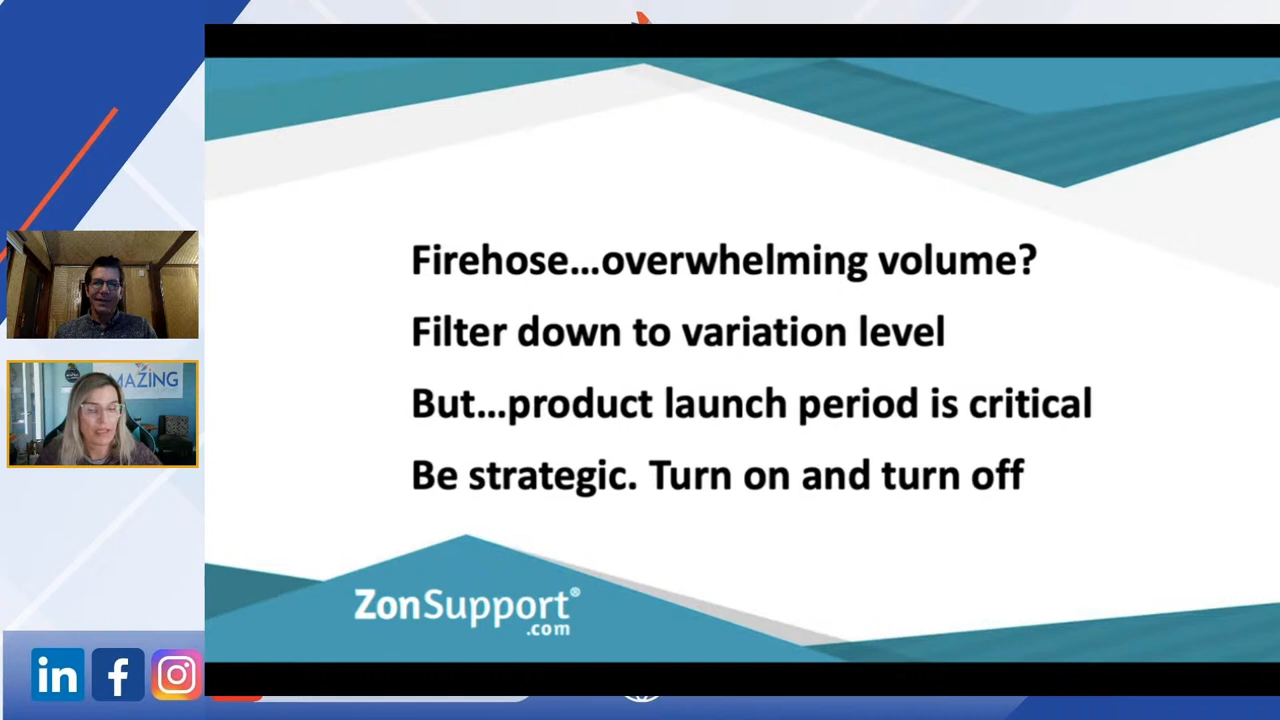 Firehose...overwhelming volume?
Filter down to variation level
But...product launch period is critical
Be strategic. Turn on and turn off
ZonSupport®
.com
MAZING
in
f